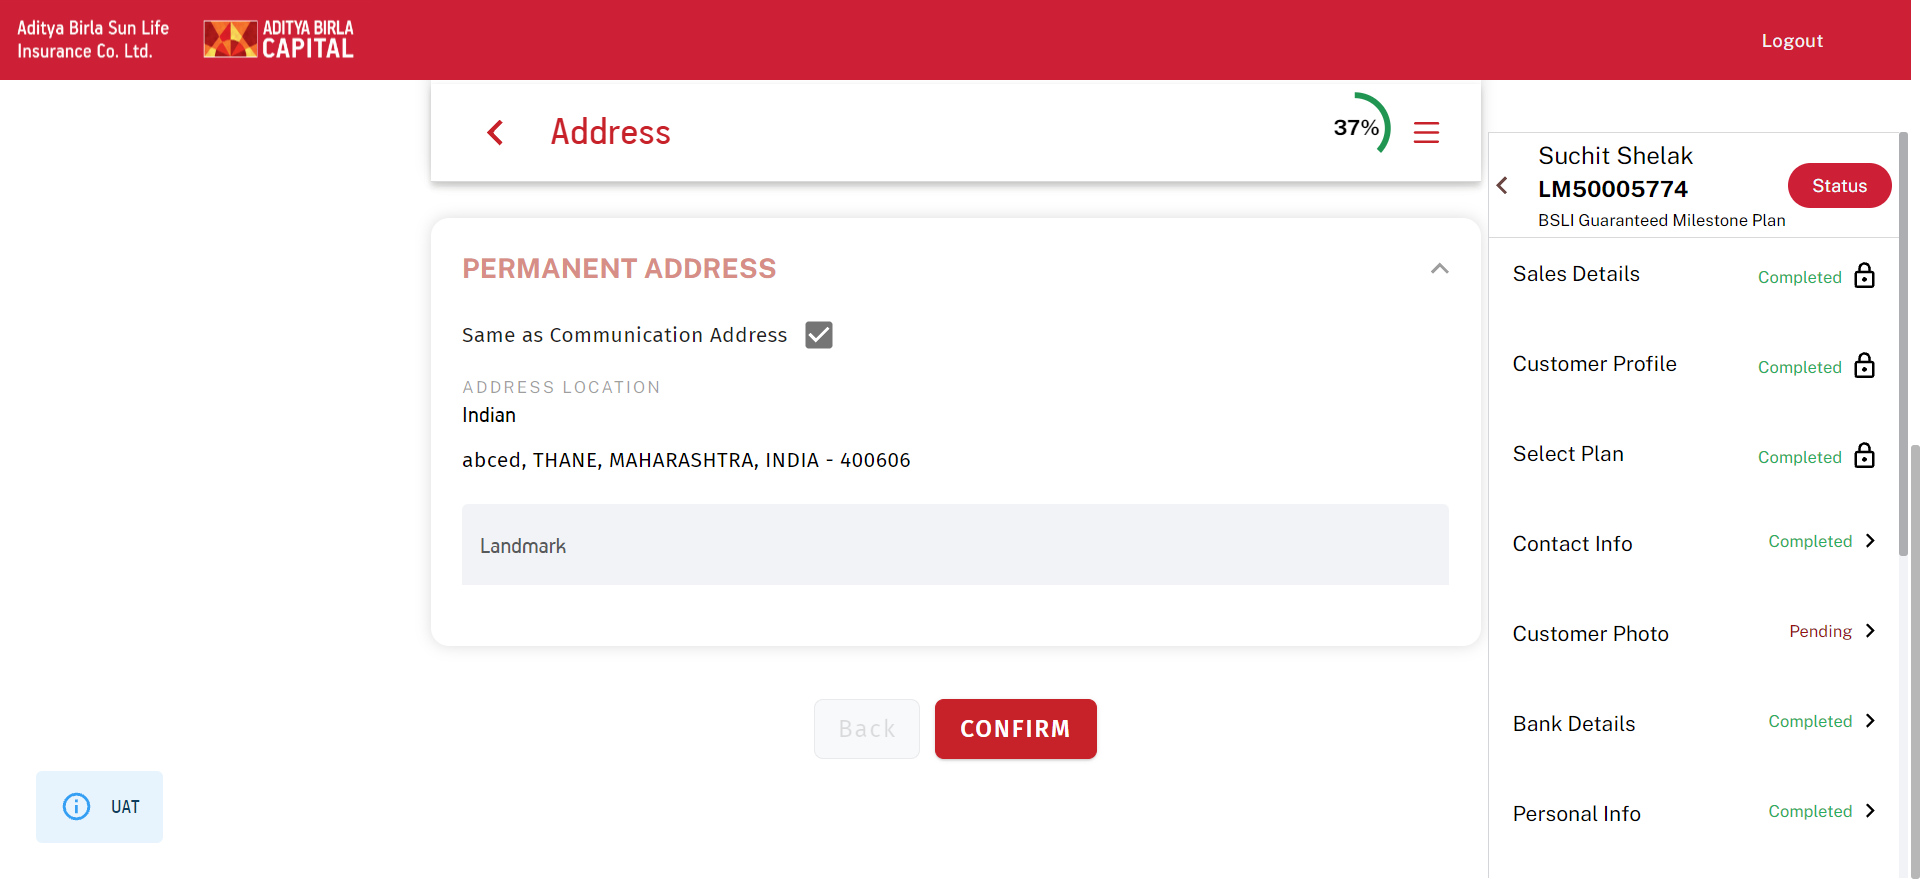 Aditya Birla Sun Life
Insurance Co. Ltd.
ADITYA BIRLA
CAPITAL
Logout
Address
37%
PERMANENT ADDRESS
Same as Communication Address
ADDRESS LOCATION
Indian
abced, THANE, MAHARASHTRA, INDIA - 400606
Landmark
Back
CONFIRM
UAT
Suchit Shelak
LM50005774
BSLI Guaranteed Milestone Plan
Status
Sales Details Completed
Customer Profile Completed
Select Plan Completed
Contact Info Completed
Customer Photo Pending
Bank Details Completed
Personal Info Completed